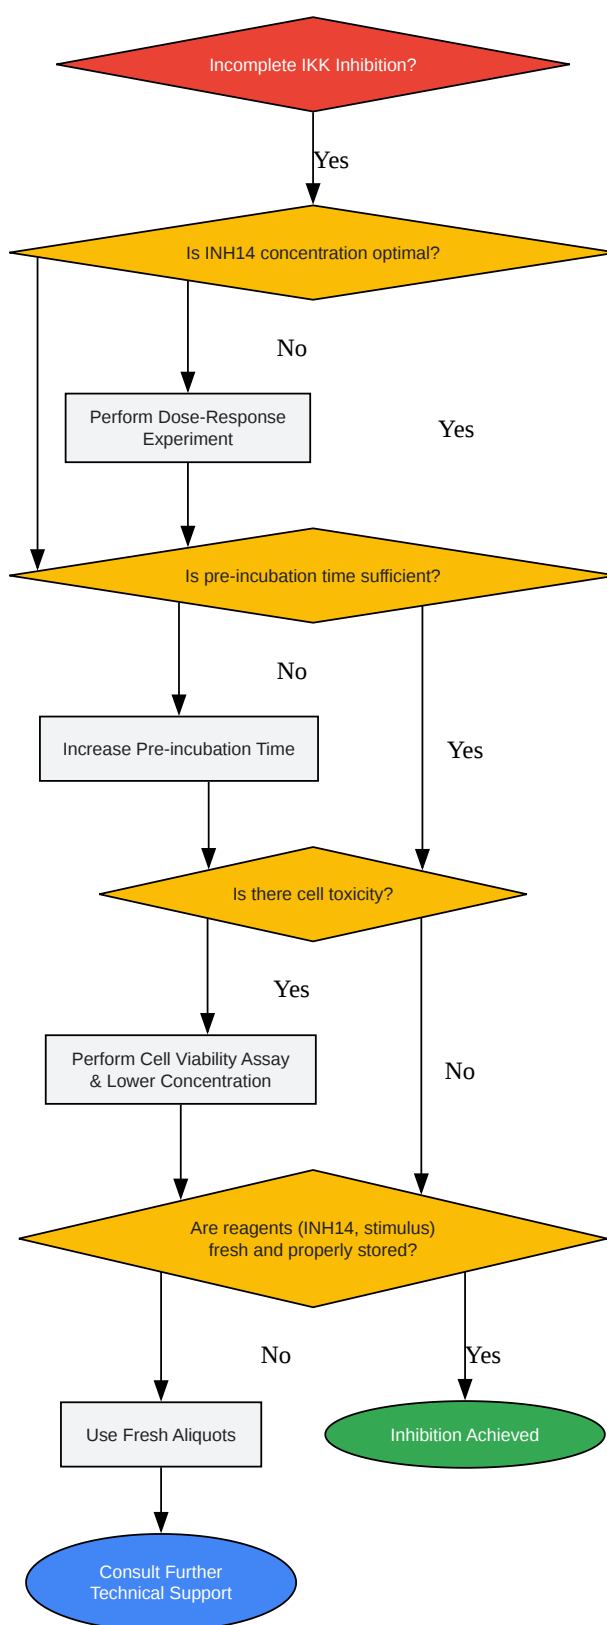 Incomplete IKK Inhibition?
Yes
Is INH14 concentration optimal?
No
Perform Dose-Response
Experiment
Yes
Is pre-incubation time sufficient?
No
Increase Pre-incubation Time
Yes
Is there cell toxicity?
Yes
Perform Cell Viability Assay
& Lower Concentration
No
Are reagents (INH14, stimulus)
fresh and properly stored?
No
Yes
Use Fresh Aliquots
Inhibition Achieved
Consult Further
Technical Support